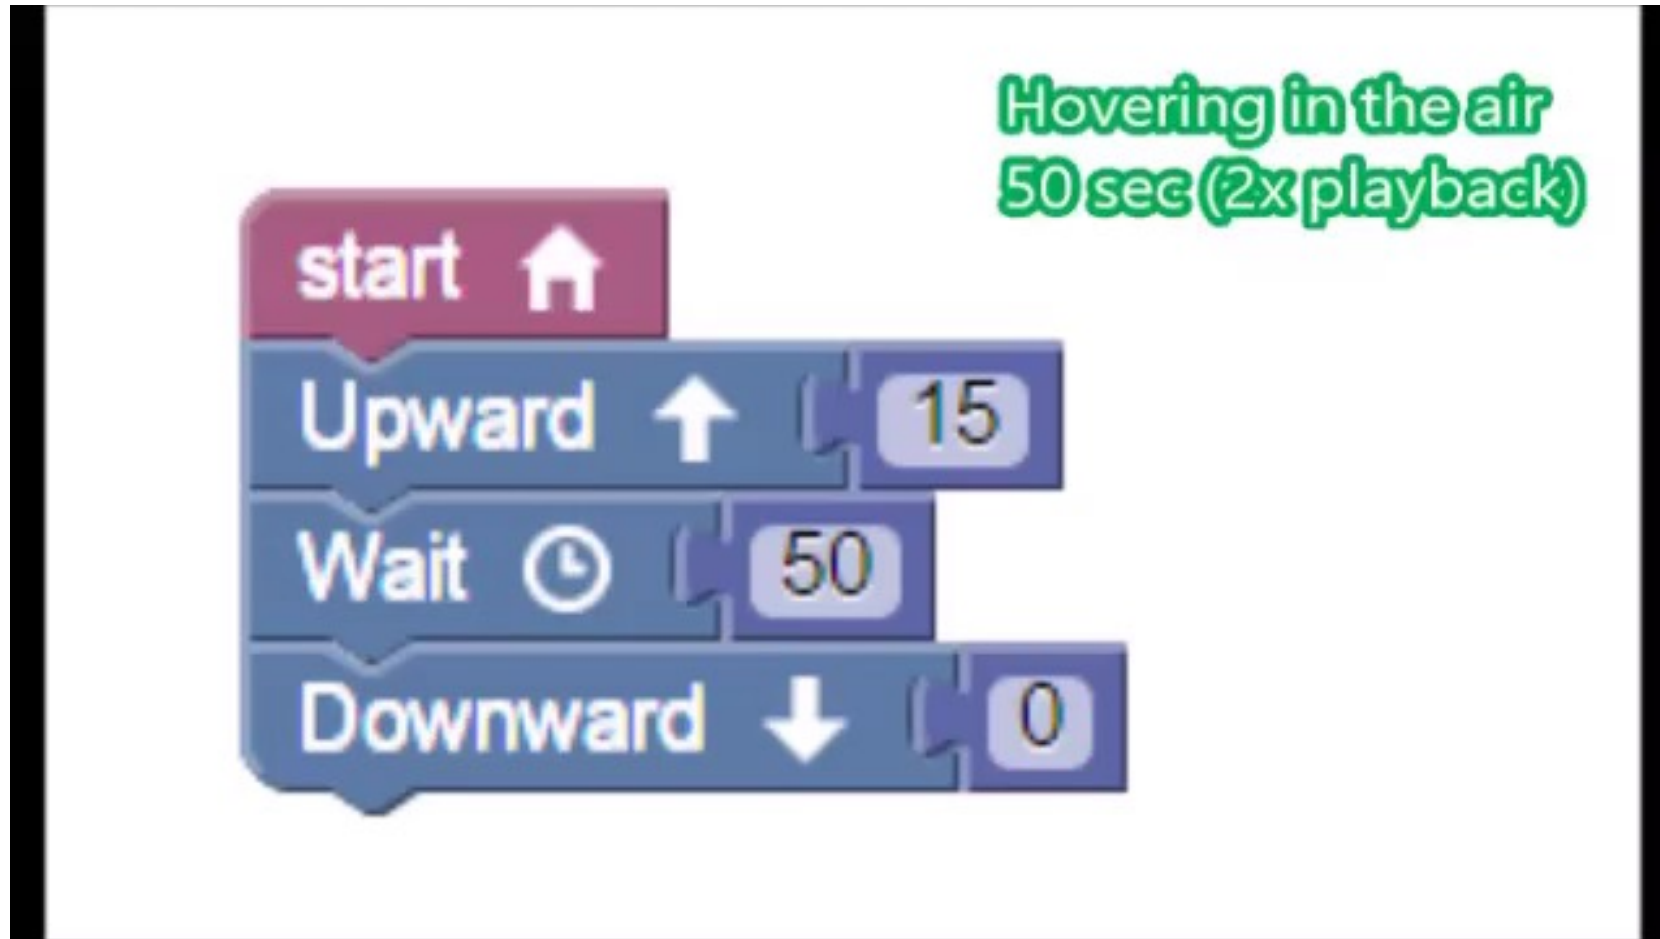 Hovering in the air
50 sec (2x playback)
start
Upward 15
Wait 50
Downward 0